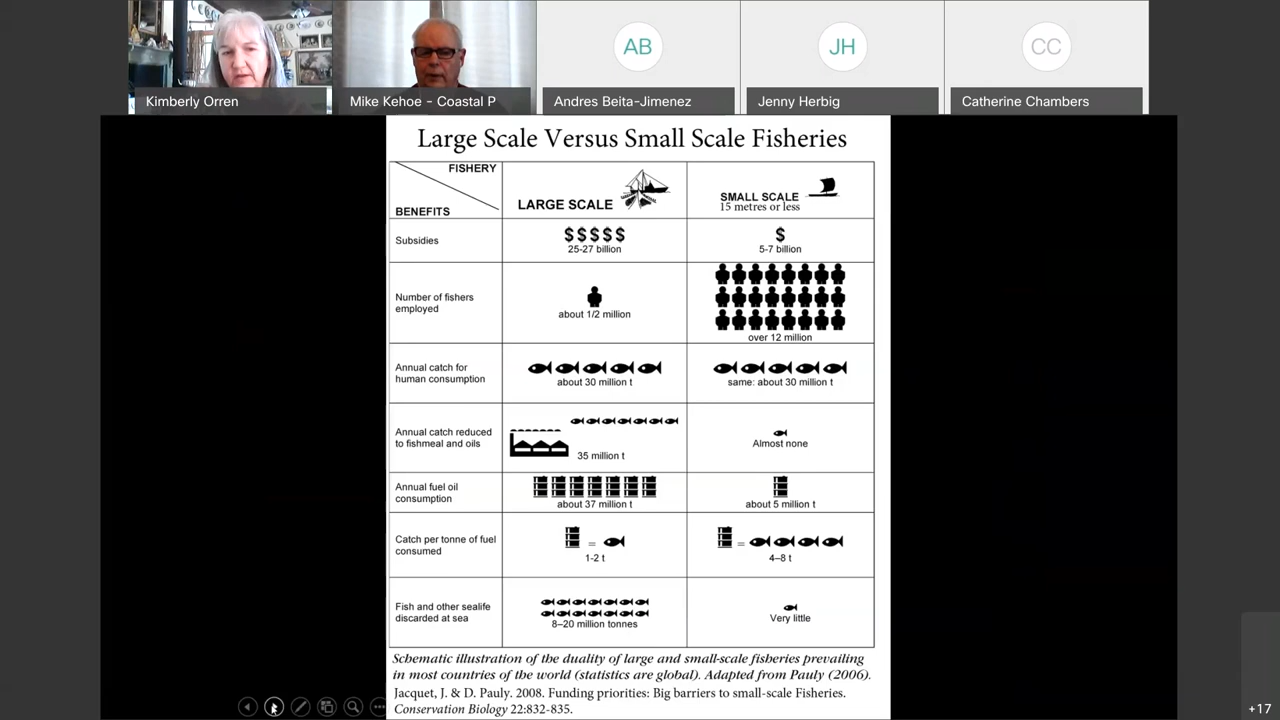 AB
JH
CC
Kimberly Orren
Mike Kehoe - Coastal P
Andres Beita-Jimenez
Jenny Herbig
Catherine Chambers
Large Scale Versus Small Scale Fisheries
FISHERY
BENEFITS
LARGE SCALE
SMALL SCALE
15 metres or less
Subsidies
$$$$$
25-27 billion
$
5-7 billion
Number of fishers
employed
about 1/2 million
over 12 million
Annual catch for
human consumption
about 30 million t
same: about 30 million t
Annual catch reduced
to fishmeal and oils
35 million t
Almost none
Annual fuel oil
consumption
about 37 million t
about 5 million t
Catch per tonne of fuel
consumed
=
1-2 t
=
4–8 t
Fish and other sealife
discarded at sea
8–20 million tonnes
Very little
Schematic illustration of the duality of large and small-scale fisheries prevailing
in most countries of the world (statistics are global). Adapted from Pauly (2006).
Jacquet, J. & D. Pauly. 2008. Funding priorities: Big barriers to small-scale Fisheries.
Conservation Biology 22:832-835.
+17